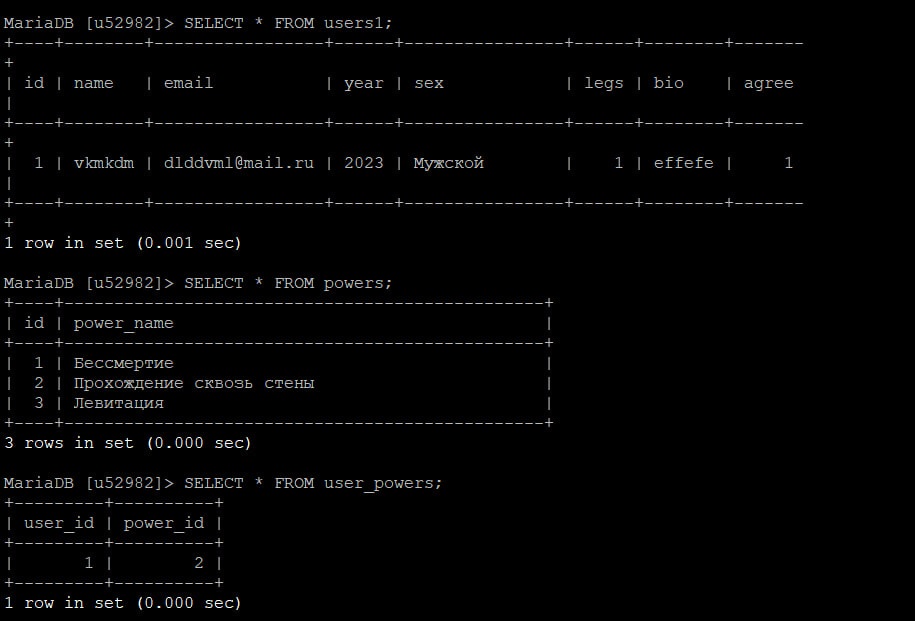 MariaDB [u52982]> SELECT * FROM users1;
+----+--------+-----------------+------+----------------+------+--------+-------
+
| id | name   | email           | year | sex            | legs | bio    | agree
|
+----+--------+-----------------+------+----------------+------+--------+-------
+
|  1 | vkmkdm | dlddvml@mail.ru | 2023 | Мужской        |    1 | effefe |     1
|
+----+--------+-----------------+------+----------------+------+--------+-------
+
1 row in set (0.001 sec)
MariaDB [u52982]> SELECT * FROM powers;
+----+------------------------------------------------+
| id | power_name                                     |
+----+------------------------------------------------+
|  1 | Бессмертие                                     |
|  2 | Прохождение сквозь стены                       |
|  3 | Левитация                                      |
+----+------------------------------------------------+
3 rows in set (0.000 sec)
MariaDB [u52982]> SELECT * FROM user_powers;
+---------+----------+
| user_id | power_id |
+---------+----------+
|       1 |        2 |
+---------+----------+
1 row in set (0.000 sec)